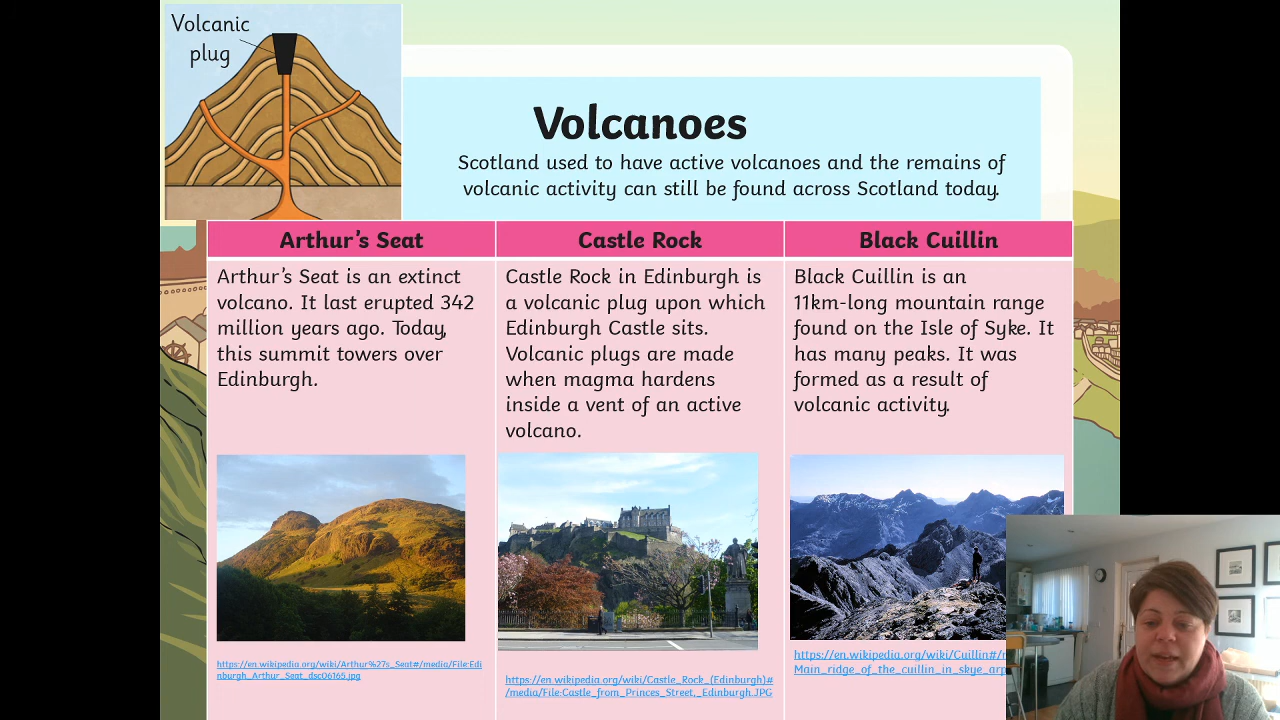 Volcanic
plug
Volcanoes
Scotland used to have active volcanoes and the remains of
volcanic activity can still be found across Scotland today.
Arthur's Seat
Arthur's Seat is an extinct
volcano. It last erupted 342
million years ago. Today,
this summit towers over
Edinburgh.
https://en.wikipedia.org/wiki/Arthur%27s_Seat#/media/File:Edi
nburgh_Arthur_Seat_dsc06165.jpg
Castle Rock
Castle Rock in Edinburgh is
a volcanic plug upon which
Edinburgh Castle sits.
Volcanic plugs are made
when magma hardens
inside a vent of an active
volcano.
https://en.wikipedia.org/wiki/Castle_Rock_(Edinburgh)#
/media/File:Castle_from_Princes_Street,_Edinburgh.JPG
Black Cuillin
Black Cuillin is an
11km-long mountain range
found on the Isle of Syke. It
has many peaks. It was
formed as a result of
volcanic activity.
https://en.wikipedia.org/wiki/Cuillin#/
Main_ridge_of_the_cuillin_in_skye_arp